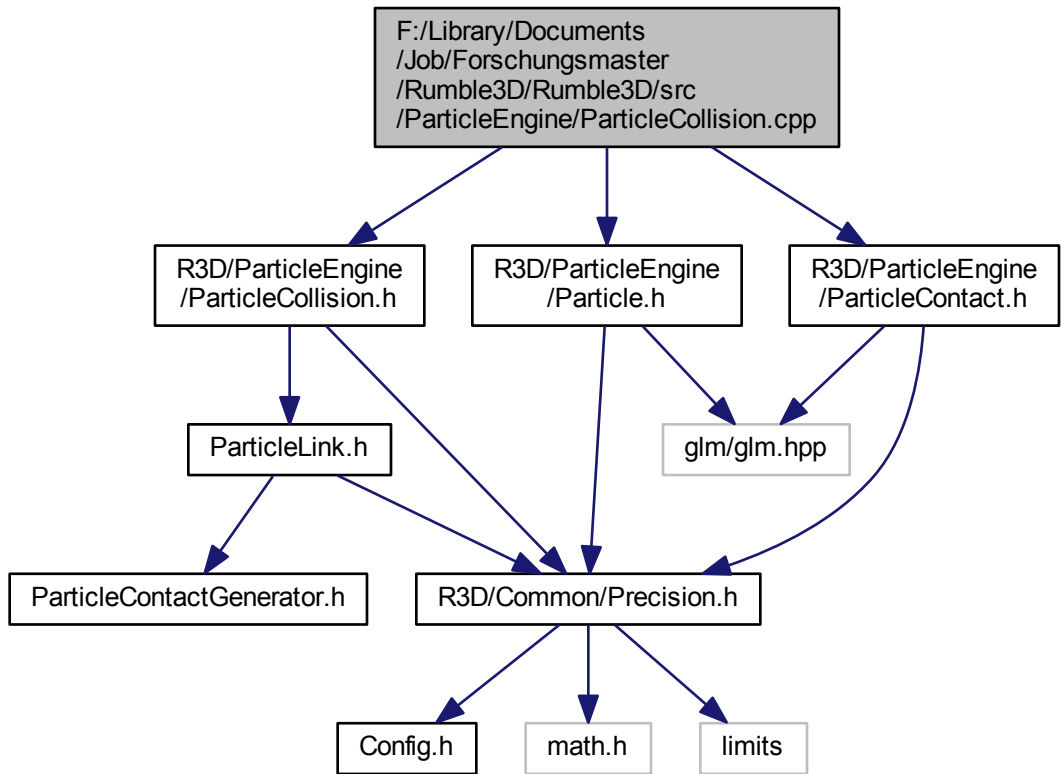 F:/Library/Documents
/Job/Forschungsmaster
/Rumble3D/Rumble3D/src
/ParticleEngine/ParticleCollision.cpp
R3D/ParticleEngine
/ParticleCollision.h
R3D/ParticleEngine
/Particle.h
R3D/ParticleEngine
/ParticleContact.h
ParticleLink.h
glm/glm.hpp
ParticleContactGenerator.h
R3D/Common/Precision.h
Config.h
math.h
limits